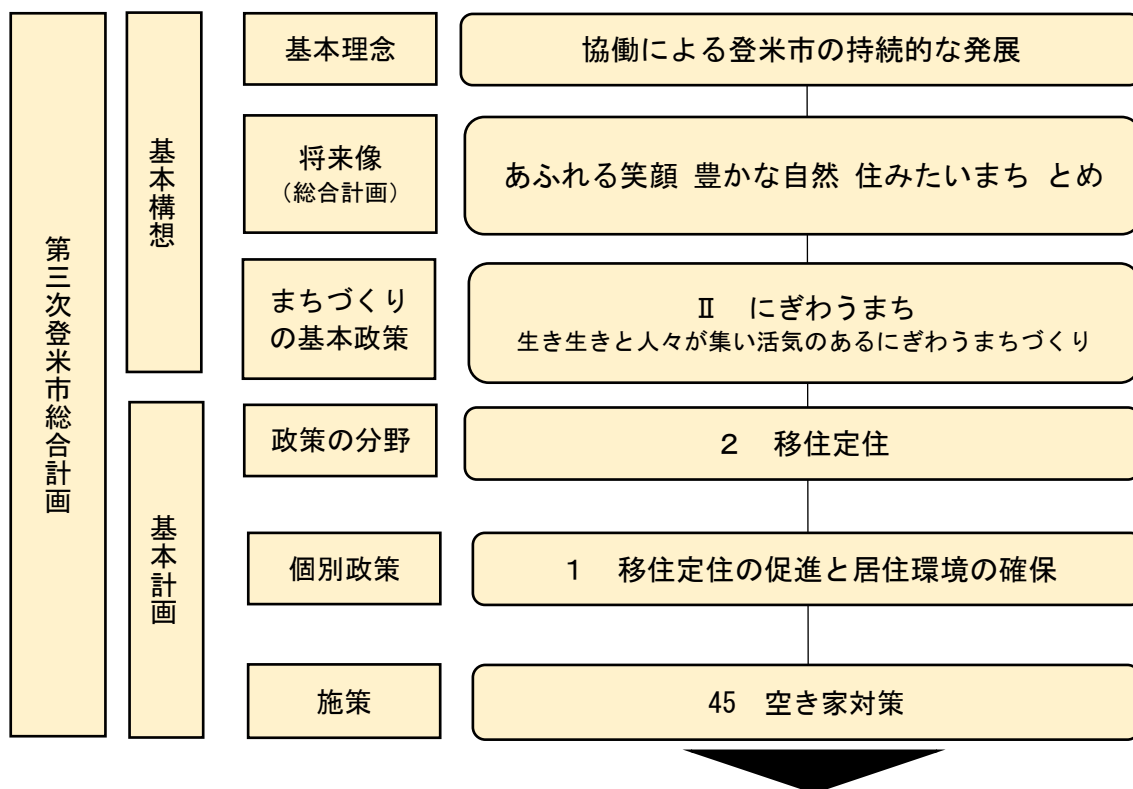 第三次登米市総合計画
基本構想
基本理念
協働による登米市の持続的な発展
将来像
（総合計画）
あふれる笑顔 豊かな自然 住みたいまち とめ
まちづくり
の基本政策
Ⅱ　にぎわうまち
生き生きと人々が集い活気のあるにぎわうまちづくり
基本計画
政策の分野
２　移住定住
個別政策
１　移住定住の促進と居住環境の確保
施策
45　空き家対策